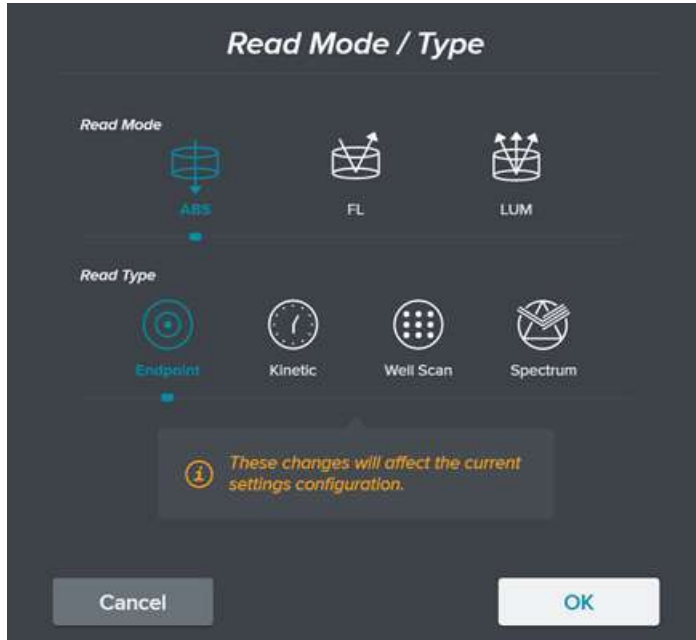 Read Mode / Type
Read Mode
ABS
FL
LUM
Read Type
Endpoint
Kinetic
Well Scan
Spectrum
These changes will affect the current
settings configuration.
Cancel
OK